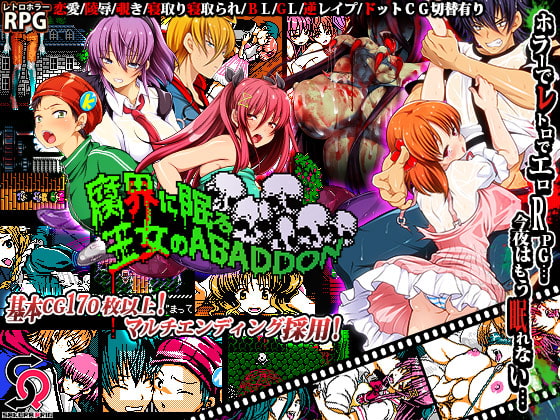 レトロホラー
RPG
恋愛/陵辱/覗き/寝取り寝取られ/BL/GL/逆レイプ/ドットCG切替有り
ホラーでレトロでエロRPG…
今夜はもう眠れない…
腐界に眠る
王女のABADDON
基本CG170枚以上!
まって
マルチエンディング採用!